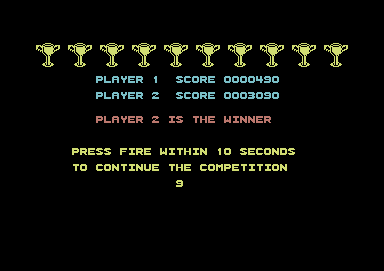 PLAYER 1 SCORE 0000490
PLAYER 2 SCORE 0003090
PLAYER 2 IS THE WINNER
PRESS FIRE WITHIN 10 SECONDS
TO CONTINUE THE COMPETITION
9